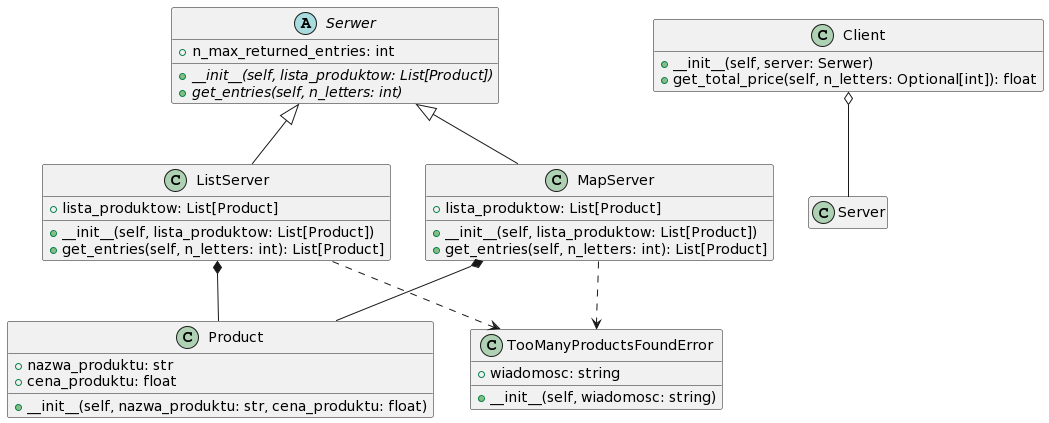 A Serwer
n_max_returned_entries: int
__init__(self, lista_produktow: List[Product])
get_entries(self, n_letters: int)
C Client
__init__(self, server: Serwer)
get_total_price(self, n_letters: Optional[int]): float
C ListServer
lista_produktow: List[Product]
__init__(self, lista_produktow: List[Product])
get_entries(self, n_letters: int): List[Product]
C MapServer
lista_produktow: List[Product]
__init__(self, lista_produktow: List[Product])
get_entries(self, n_letters: int): List[Product]
C Server
C Product
nazwa_produktu: str
cena_produktu: float
__init__(self, nazwa_produktu: str, cena_produktu: float)
C TooManyProductsFoundError
wiadomosc: string
__init__(self, wiadomosc: string)